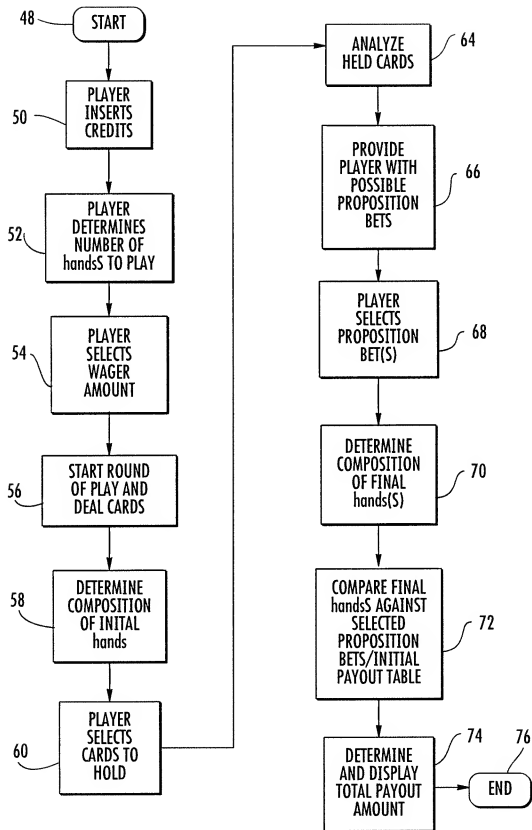 48
START
50
PLAYER
INSERTS
CREDITS
52
PLAYER
DETERMINES
NUMBER OF
handsS TO PLAY
54
PLAYER
SELECTS
WAGER
AMOUNT
56
START ROUND
OF PLAY AND
DEAL CARDS
58
DETERMINE
COMPOSITION
OF INITAL
hands
60
PLAYER
SELECTS
CARDS TO
HOLD
64
ANALYZE
HELD CARDS
66
PROVIDE
PLAYER WITH
POSSIBLE
PROPOSITION
BETS
68
PLAYER
SELECTS
PROPOSITION
BET(S)
70
DETERMINE
COMPOSITION
OF FINAL
hands(S)
72
COMPARE FINAL
handsS AGAINST
SELECTED
PROPOSITION
BETS/INITIAL
PAYOUT TABLE
74
DETERMINE
AND DISPLAY
TOTAL PAYOUT
AMOUNT
76
END